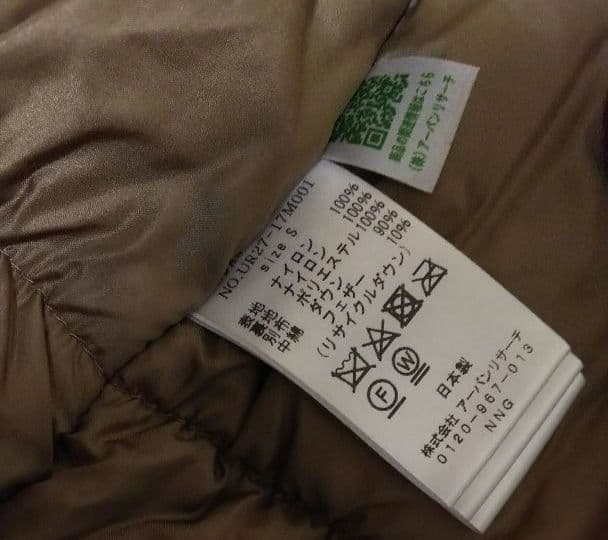 商品の取扱情報はこちら
(株)アーバンリサーチ
NO.UR27-17M001
size S
表地 ナイロン 100%
裏地 ナイロン 100%
別布 ポリエステル 100%
中綿 ダウン 90%
フェザー 10%
(リサイクルダウン)
F W
日本製
株式会社 アーバンリサーチ
0120-967-013
NNG